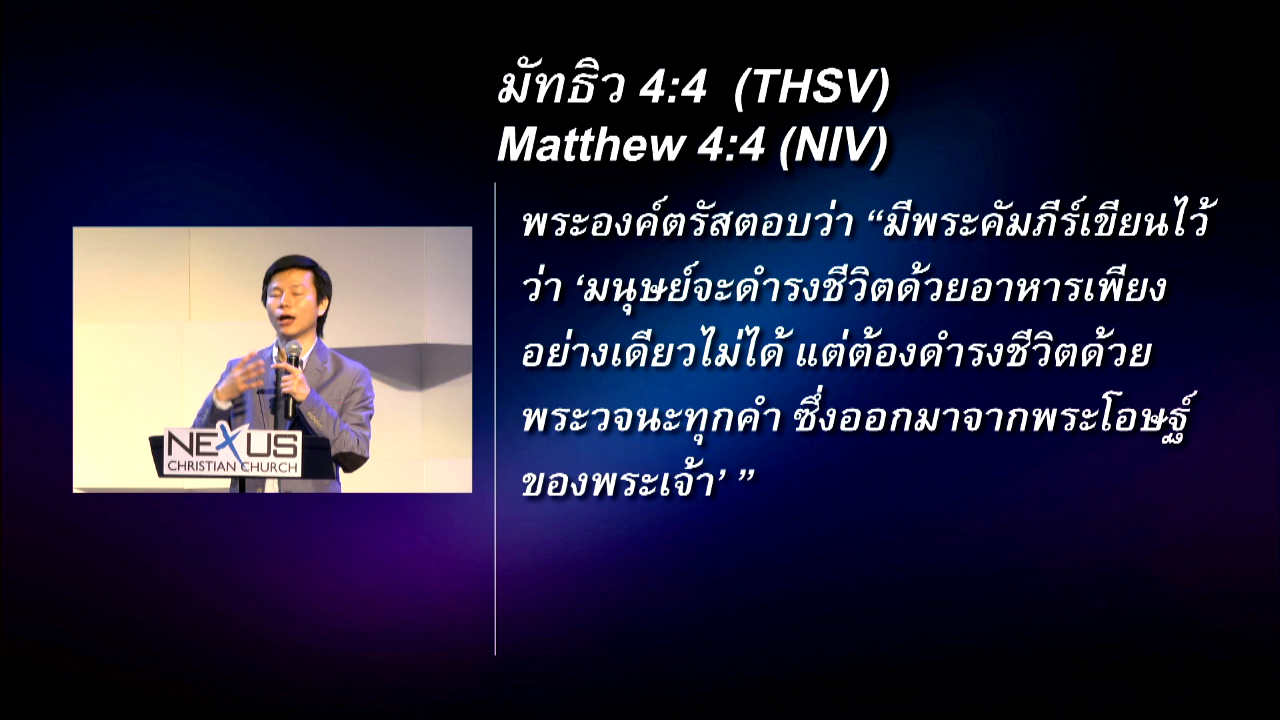 มัทธิว 4:4 (THSV)
Matthew 4:4 (NIV)
พระองค์ตรัสตอบว่า “มีพระคัมภีร์เขียนไว้
ว่า ‘มนุษย์จะดำรงชีวิตด้วยอาหารเพียง
อย่างเดียวไม่ได้ แต่ต้องดำรงชีวิตด้วย
พระวจนะทุกคำ ซึ่งออกมาจากพระโอษฐ์
ของพระเจ้า’ ”
NEXUS
CHRISTIAN CHURCH